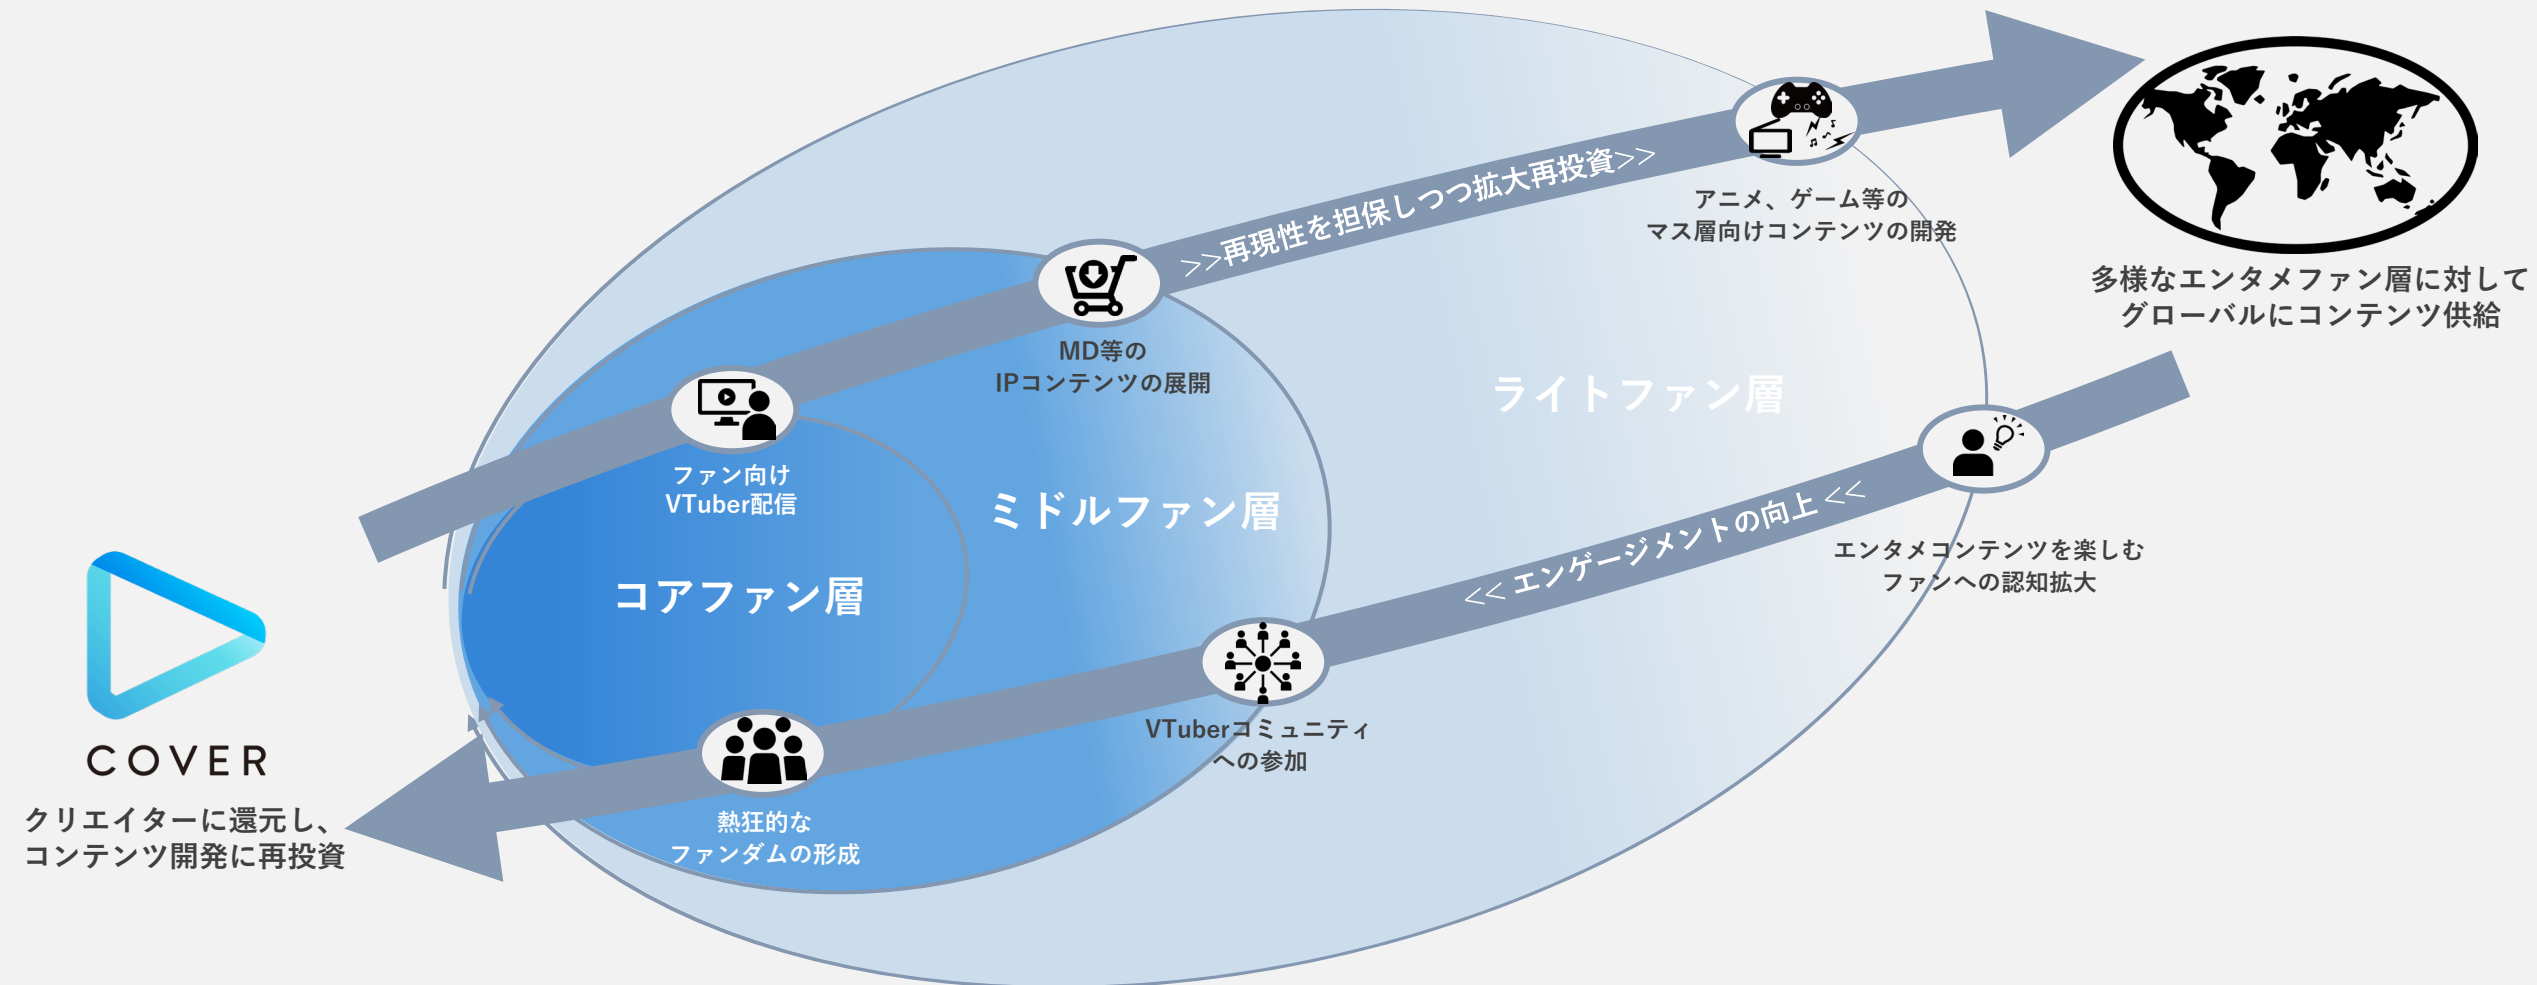 >>再現性を担保しつつ拡大再投資>>
アニメ、ゲーム等の
マス層向けコンテンツの開発
多様なエンタメファン層に対して
グローバルにコンテンツ供給
MD等の
IPコンテンツの展開
ライトファン層
ファン向け
VTuber配信
ミドルファン層
コアファン層
<< エンゲージメントの向上 <<
エンタメコンテンツを楽しむ
ファンへの認知拡大
VTuberコミュニティ
への参加
COVER
クリエイターに還元し、
コンテンツ開発に再投資
熱狂的な
ファンダムの形成